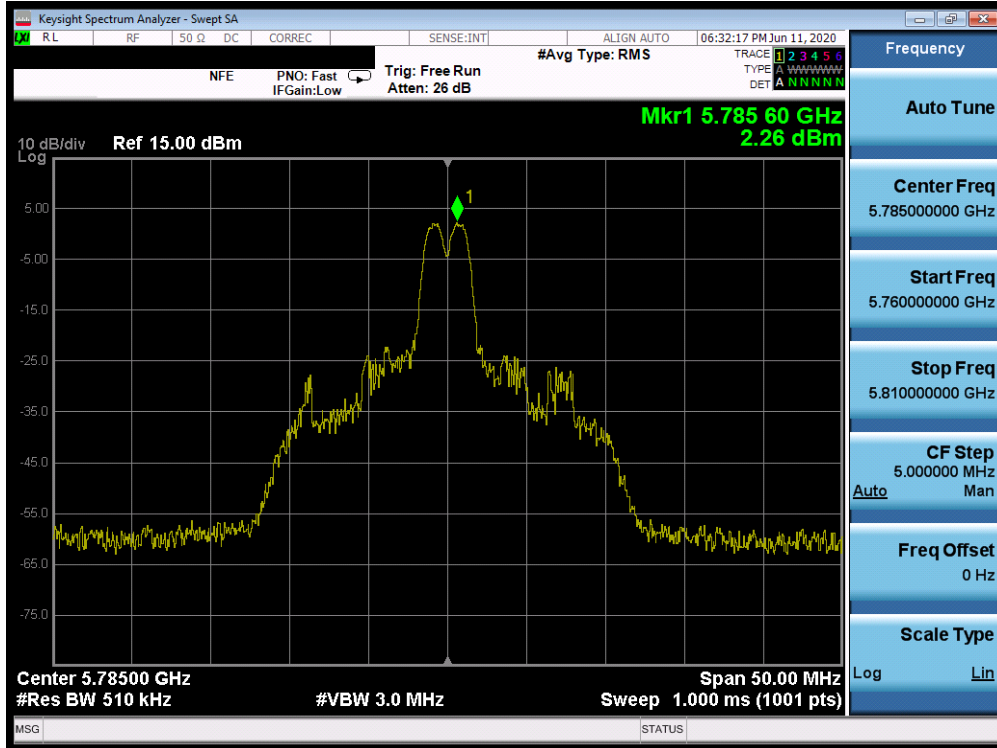 Keysight Spectrum Analyzer - Swept SA
LXI RL RF 50 Ω DC CORREC SENSE:INT ALIGN AUTO 06:32:17 PM Jun 11, 2020
#Avg Type: RMS
TRACE 1 2 3 4 5 6
TYPE A WWWWW
DET A N N N N N
NFE PNO: Fast Trig: Free Run
IFGain:Low Atten: 26 dB
Mkr1 5.785 60 GHz
2.26 dBm
10 dB/div Ref 15.00 dBm
Log
1
5.00
-5.00
-15.0
-25.0
-35.0
-45.0
-55.0
-65.0
-75.0
Center 5.78500 GHz Span 50.00 MHz
#Res BW 510 kHz #VBW 3.0 MHz Sweep 1.000 ms (1001 pts)
MSG STATUS
Frequency
Auto Tune
Center Freq
5.785000000 GHz
Start Freq
5.760000000 GHz
Stop Freq
5.810000000 GHz
CF Step
5.000000 MHz
Auto Man
Freq Offset
0 Hz
Scale Type
Log Lin